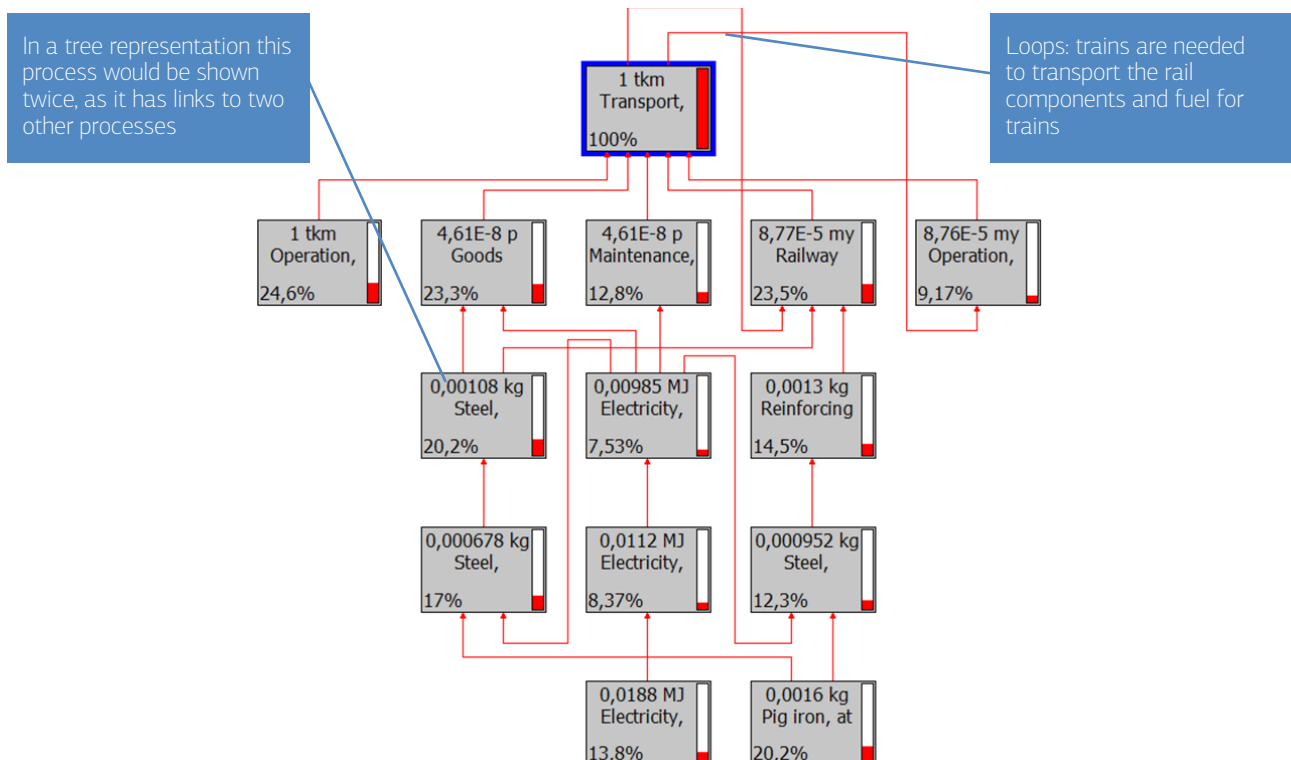 In a tree representation this
process would be shown
twice, as it has links to two
other processes
Loops: trains are needed
to transport the rail
components and fuel for
trains
1 tkm
Transport,
100%
1 tkm
Operation,
24,6%
4,61E-8 p
Goods
23,3%
4,61E-8 p
Maintenance,
12,8%
8,77E-5 my
Railway
23,5%
8,76E-5 my
Operation,
9,17%
0,00108 kg
Steel,
20,2%
0,00985 MJ
Electricity,
7,53%
0,0013 kg
Reinforcing
14,5%
0,000678 kg
Steel,
17%
0,0112 MJ
Electricity,
8,37%
0,000952 kg
Steel,
12,3%
0,0188 MJ
Electricity,
13,8%
0,0016 kg
Pig iron, at
20,2%